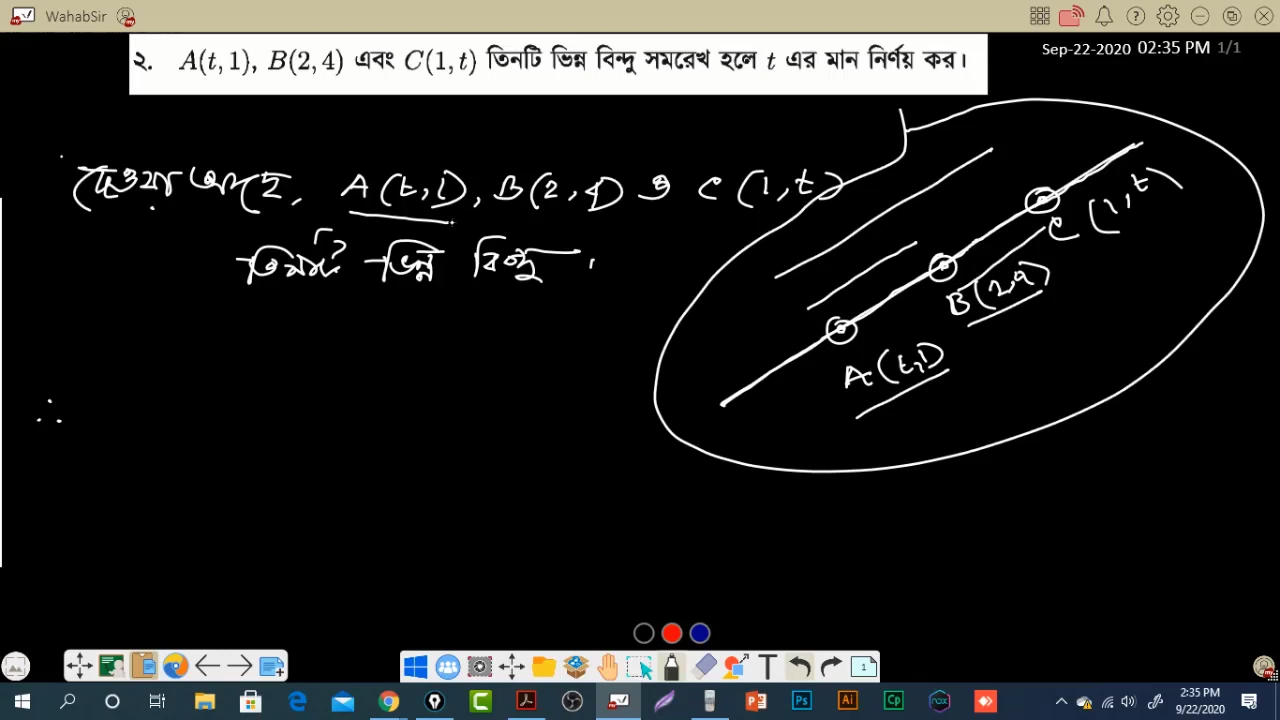 WahabSir
Sep-22-2020 02:35 PM 1/1
২. A(t, 1), B(2, 4) এবং C(1, t) তিনটি ভিন্ন বিন্দু সমরেখ হলে t এর মান নির্ণয় কর।
দেওয়া আছে, A(t,1), B(2,4) ও C(1,t)
তিনটি ভিন্ন বিন্দু।
C(1,t)
B(2,4)
A(t,1)
∴
2:35 PM
9/22/2020